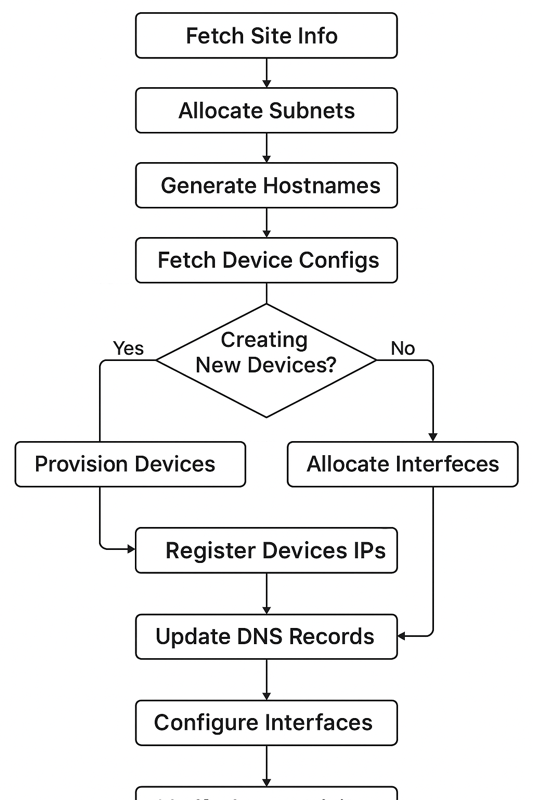 Fetch Site Info
Allocate Subnets
Generate Hostnames
Fetch Device Configs
Creating
New Devices?
Yes
No
Provision Devices
Allocate Interfeces
Register Devices IPs
Update DNS Records
Configure Interfaces